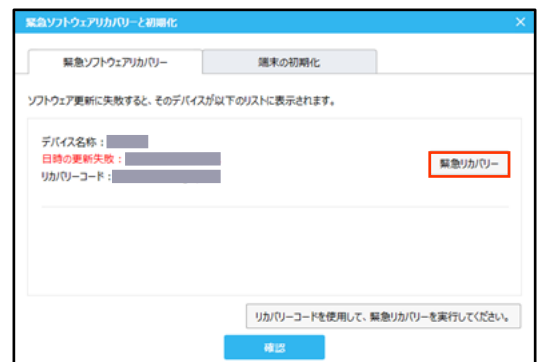 緊急ソフトウェアリカバリーと初期化
緊急ソフトウェアリカバリー
端末の初期化
ソフトウェア更新に失敗すると、そのデバイスが以下のリストに表示されます。
デバイス名称：
日時の更新失敗：
リカバリーコード：
緊急リカバリー
リカバリーコードを使用して、緊急リカバリーを実行してください。
確認